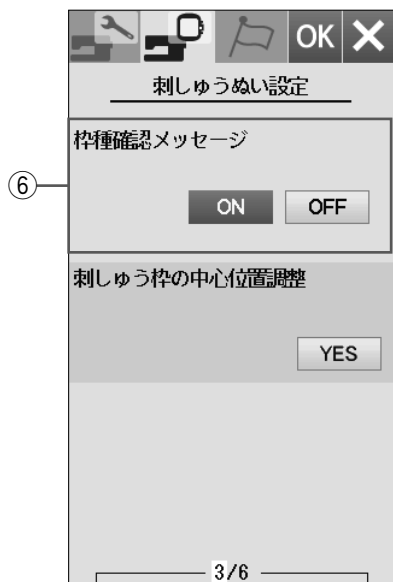 OK
刺しゅうぬい設定
⑥
枠種確認メッセージ
ON OFF
刺しゅう枠の中心位置調整
YES
3/6